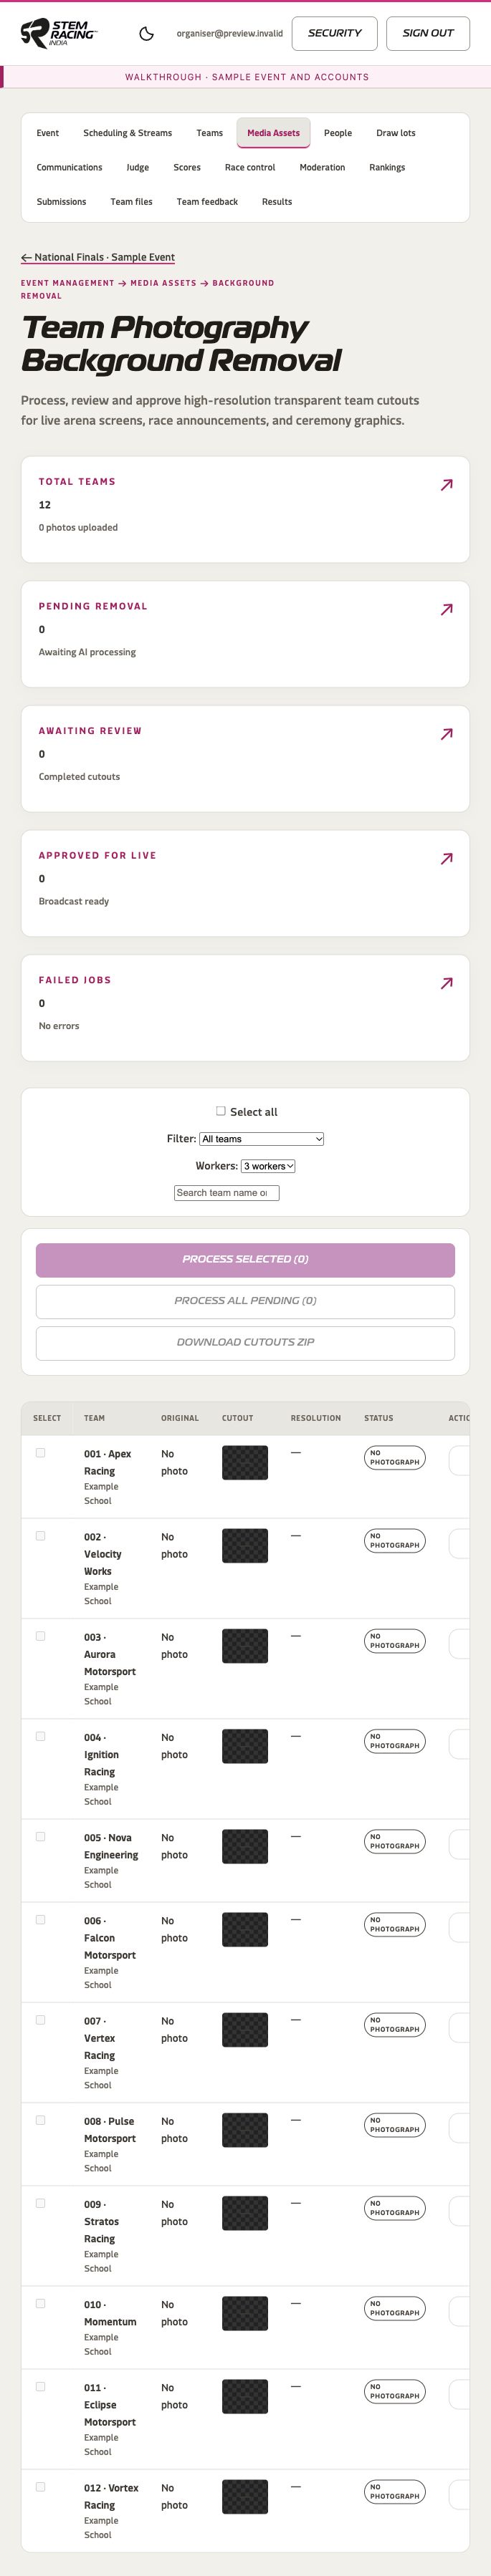 STEM
RACING
INDIA
organiser@preview.invalid
SECURITY
SIGN OUT
WALKTHROUGH · SAMPLE EVENT AND ACCOUNTS
Event
Scheduling & Streams
Teams
Media Assets
People
Draw lots
Communications
Judge
Scores
Race control
Moderation
Rankings
Submissions
Team files
Team feedback
Results
← National Finals · Sample Event
EVENT MANAGEMENT → MEDIA ASSETS → BACKGROUND
REMOVAL
Team Photography
Background Removal
Process, review and approve high-resolution transparent team cutouts
for live arena screens, race announcements, and ceremony graphics.
TOTAL TEAMS
12
0 photos uploaded
PENDING REMOVAL
0
Awaiting AI processing
AWAITING REVIEW
0
Completed cutouts
APPROVED FOR LIVE
0
Broadcast ready
FAILED JOBS
0
No errors
Select all
Filter: All teams
Workers: 3 workers
Search team name or
PROCESS SELECTED (0)
PROCESS ALL PENDING (0)
DOWNLOAD CUTOUTS ZIP
SELECT TEAM ORIGINAL CUTOUT RESOLUTION STATUS ACTIO
001 · Apex
Racing
Example
School
No
photo
—
NO
PHOTOGRAPH
002 ·
Velocity
Works
Example
School
No
photo
—
NO
PHOTOGRAPH
003 ·
Aurora
Motorsport
Example
School
No
photo
—
NO
PHOTOGRAPH
004 ·
Ignition
Racing
Example
School
No
photo
—
NO
PHOTOGRAPH
005 · Nova
Engineering
Example
School
No
photo
—
NO
PHOTOGRAPH
006 ·
Falcon
Motorsport
Example
School
No
photo
—
NO
PHOTOGRAPH
007 ·
Vertex
Racing
Example
School
No
photo
—
NO
PHOTOGRAPH
008 · Pulse
Motorsport
Example
School
No
photo
—
NO
PHOTOGRAPH
009 ·
Stratos
Racing
Example
School
No
photo
—
NO
PHOTOGRAPH
010 ·
Momentum
Example
School
No
photo
—
NO
PHOTOGRAPH
011 ·
Eclipse
Motorsport
Example
School
No
photo
—
NO
PHOTOGRAPH
012 · Vortex
Racing
Example
School
No
photo
—
NO
PHOTOGRAPH